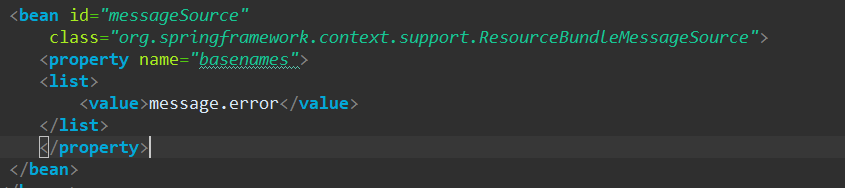 <bean id="messageSource"
class="org.springframework.context.support.ResourceBundleMessageSource">
<property name="basenames">
<list>
<value>message.error</value>
</list>
</property>
</bean>